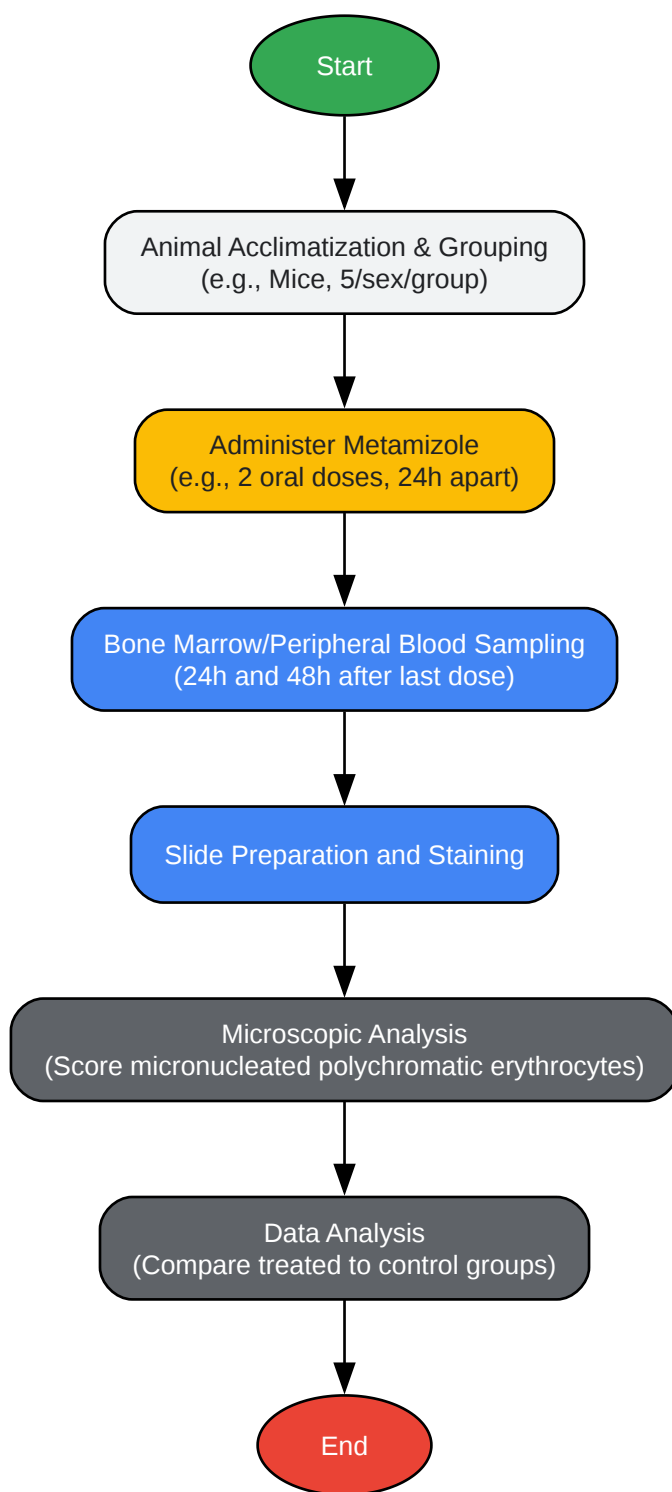 Start
Animal Acclimatization & Grouping
(e.g., Mice, 5/sex/group)
Administer Metamizole
(e.g., 2 oral doses, 24h apart)
Bone Marrow/Peripheral Blood Sampling
(24h and 48h after last dose)
Slide Preparation and Staining
Microscopic Analysis
(Score micronucleated polychromatic erythrocytes)
Data Analysis
(Compare treated to control groups)
End